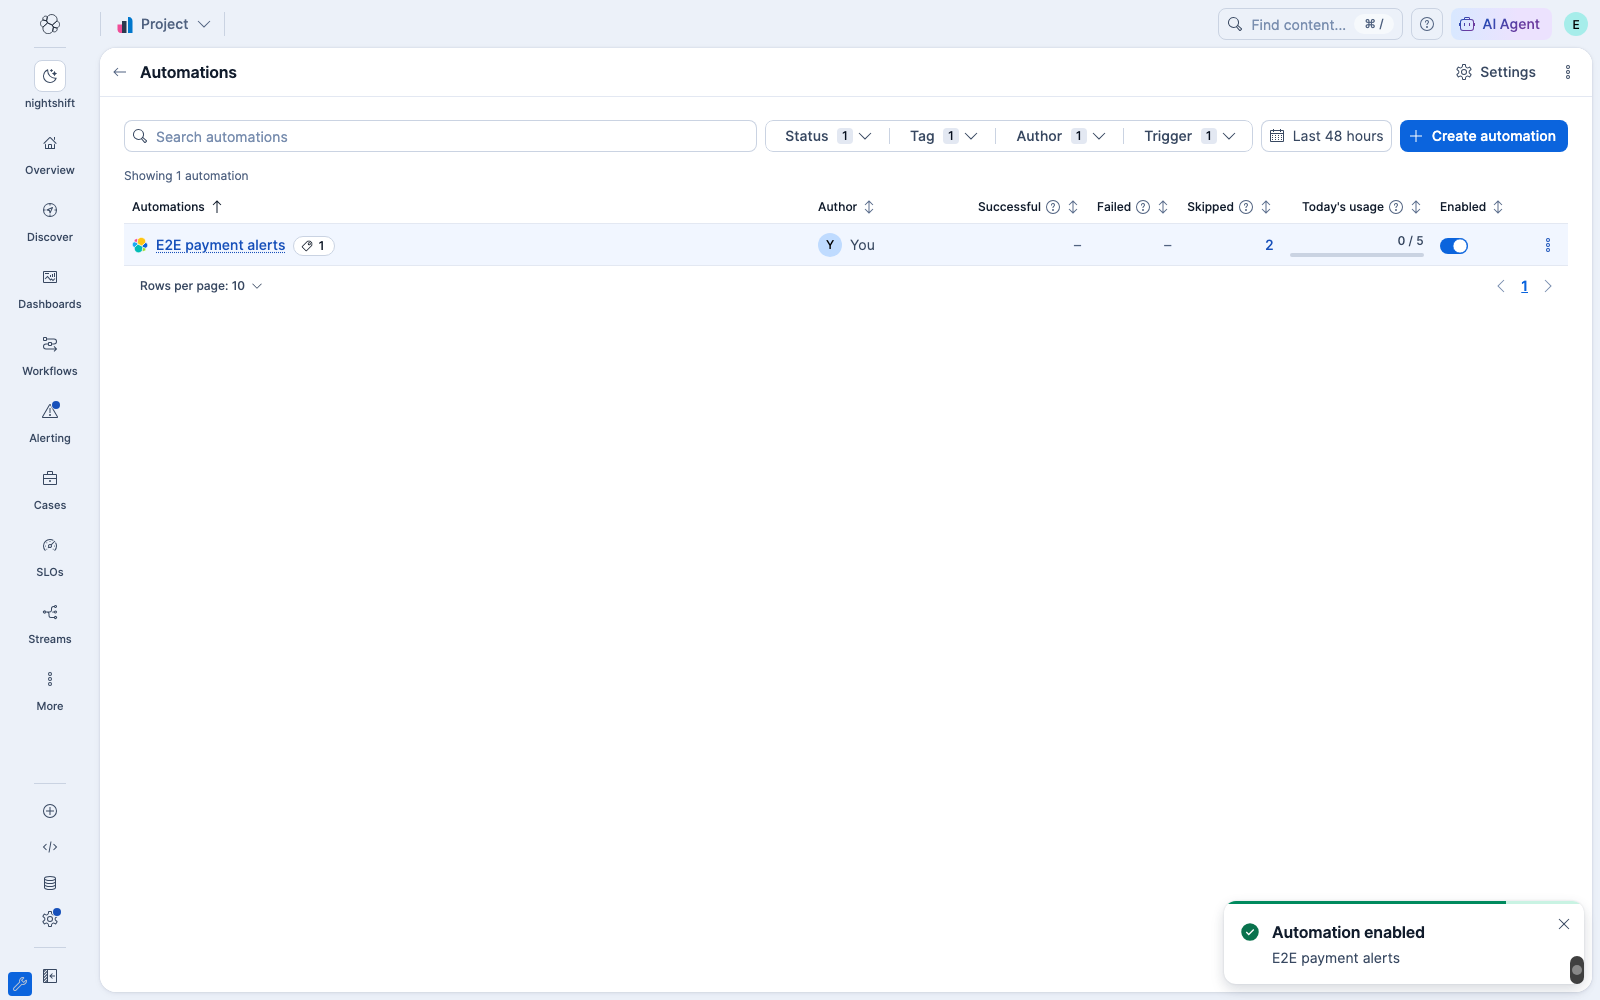 Project
Find content...
⌘ /
AI Agent
E
nightshift
Overview
Discover
Dashboards
Workflows
Alerting
Cases
SLOs
Streams
More
Automations
Settings
Search automations
Status 1
Tag 1
Author 1
Trigger 1
Last 48 hours
Create automation
Showing 1 automation
Automations
Author
Successful
Failed
Skipped
Today's usage
Enabled
E2E payment alerts
1
Y
You
–
–
2
0 / 5
Rows per page: 10
1
Automation enabled
E2E payment alerts